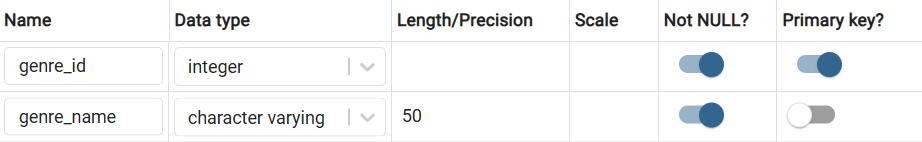 Name Data type Length/Precision Scale Not NULL? Primary key?
genre_id integer
genre_name character varying 50